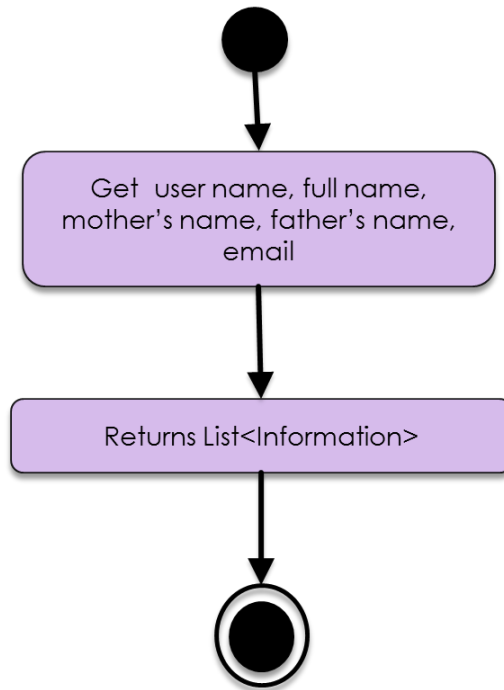 Get  user name, full name,
mother’s name, father’s name,
email
Returns List<Information>